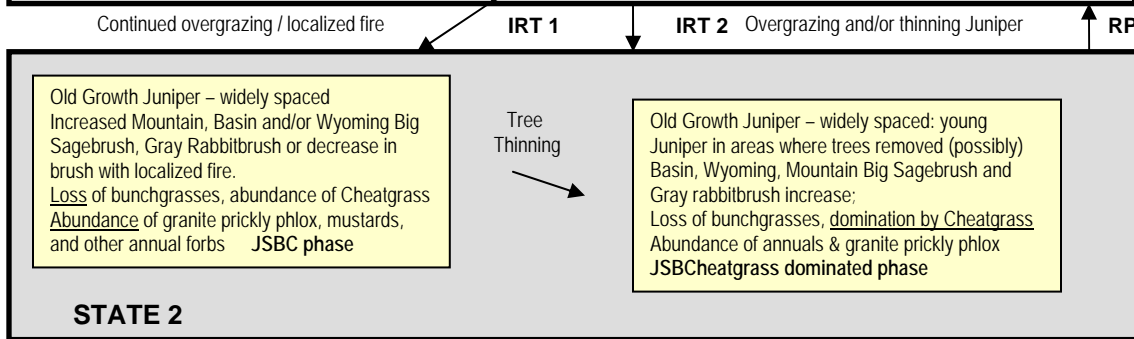 Continued overgrazing / localized fire
IRT 1
IRT 2 Overgrazing and/or thinning Juniper
RP
Old Growth Juniper – widely spaced
Increased Mountain, Basin and/or Wyoming Big
Sagebrush, Gray Rabbitbrush or decrease in
brush with localized fire.
Loss of bunchgrasses, abundance of Cheatgrass
Abundance of granite prickly phlox, mustards,
and other annual forbs JSBC phase
Tree
Thinning
Old Growth Juniper – widely spaced: young
Juniper in areas where trees removed (possibly)
Basin, Wyoming, Mountain Big Sagebrush and
Gray rabbitbrush increase;
Loss of bunchgrasses, domination by Cheatgrass
Abundance of annuals & granite prickly phlox
JSBCheatgrass dominated phase
STATE 2